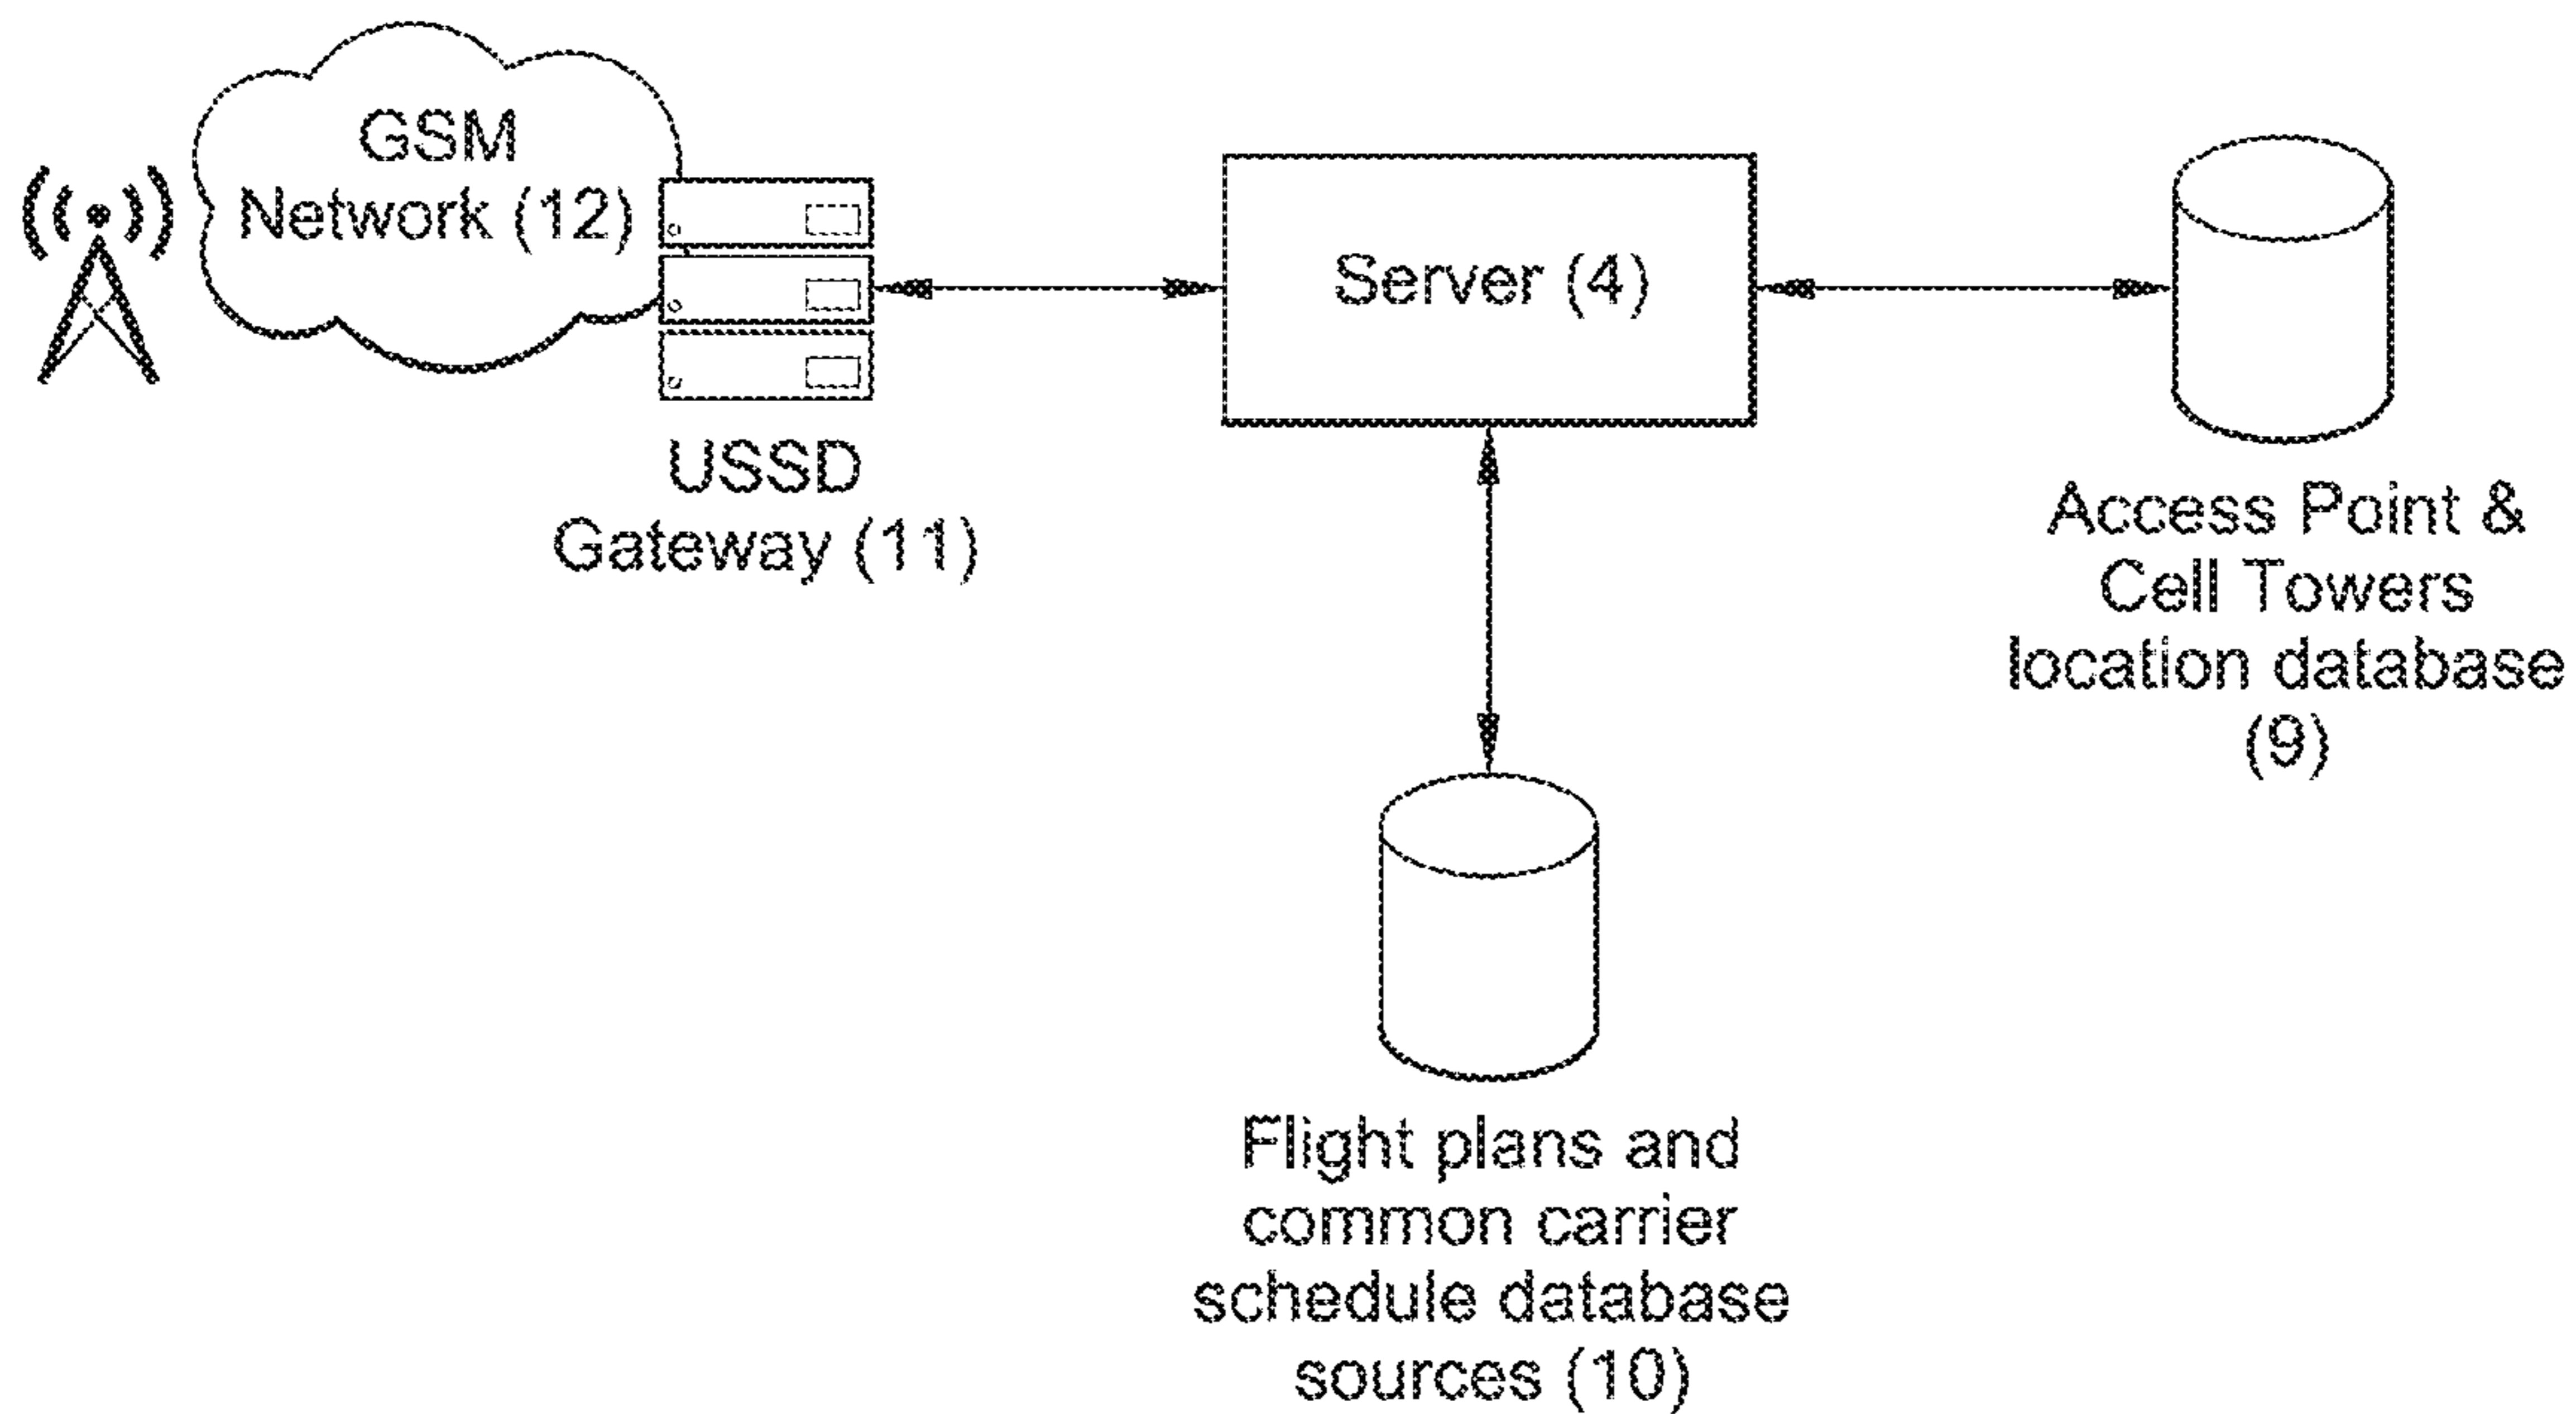 GSM
Network (12)
USSD
Gateway (11)
Server (4)
Access Point &
Cell Towers
location database
(9)
Flight plans and
common carrier
schedule database
sources (10)